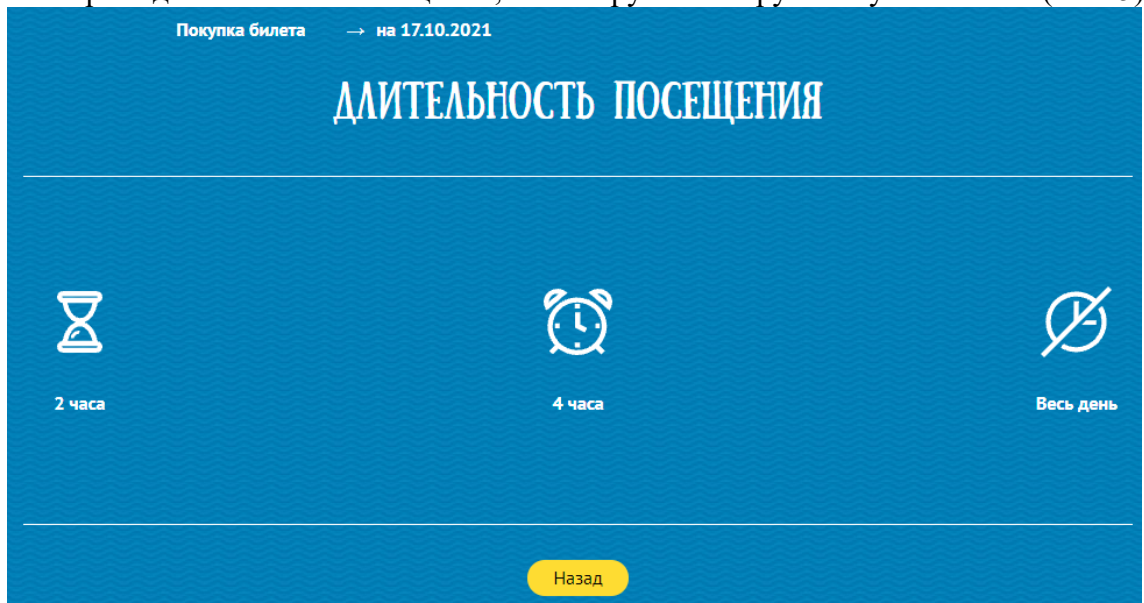 Покупка билета → на 17.10.2021
ДЛИТЕЛЬНОСТЬ ПОСЕЩЕНИЯ
2 часа 4 часа Весь день
Назад